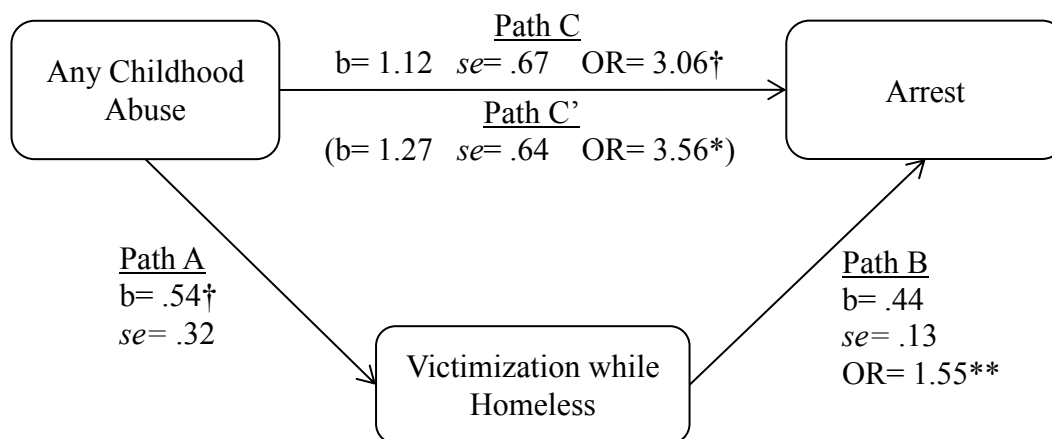 Any Childhood
Abuse
Path C
b= 1.12 se= .67 OR= 3.06†
Path C’
(b= 1.27 se= .64 OR= 3.56*)
Arrest
Path A
b= .54†
se= .32
Path B
b= .44
se= .13
OR= 1.55**
Victimization while
Homeless